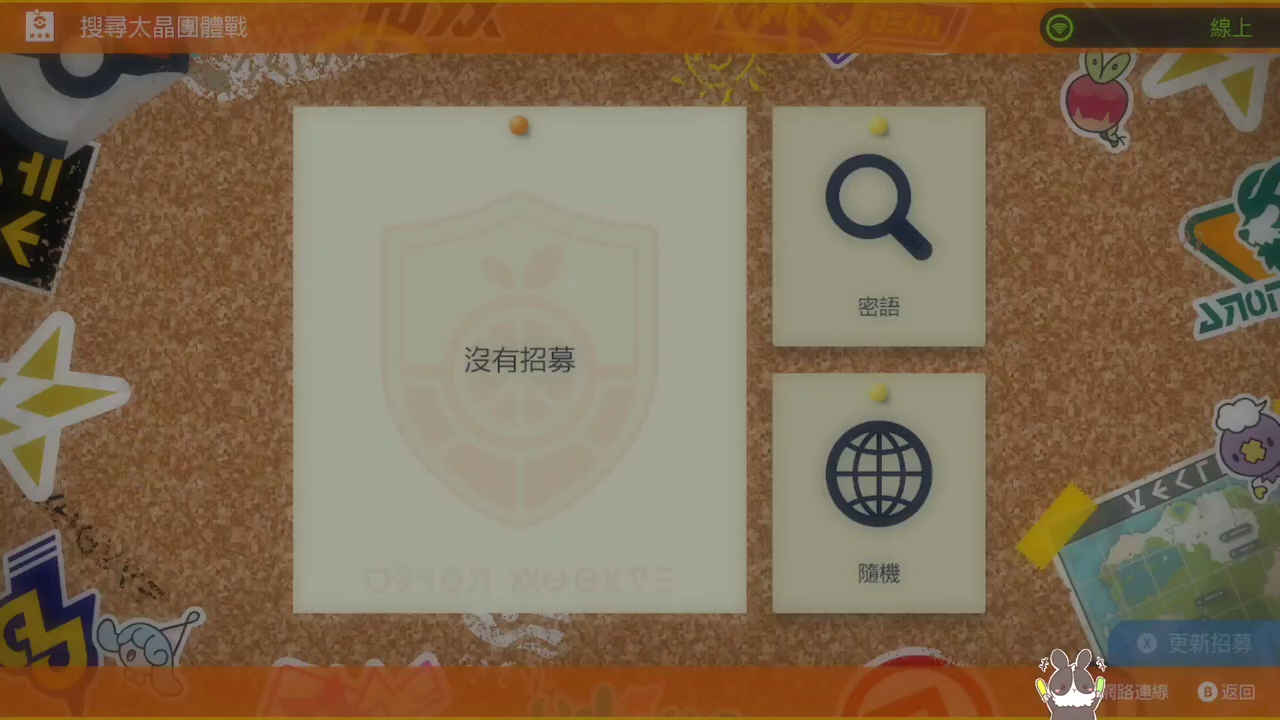 搜尋太晶團體戰
線上
沒有招募
密語
隨機
X 更新招募
網路連線
B 返回